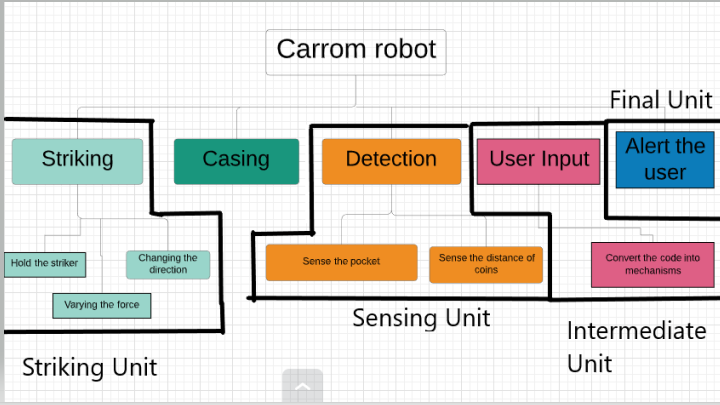 Carrom robot
Final Unit
Striking
Casing
Detection
User Input
Alert the
user
Hold the striker
Changing the
direction
Varying the force
Sense the pocket
Sense the distance of
coins
Convert the code into
mechanisms
Striking Unit
Sensing Unit
Intermediate
Unit